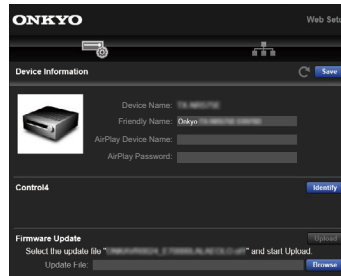 ONKYO
Web Setu
Device Information
Save
Device Name:
Friendly Name: Onkyo
AirPlay Device Name:
AirPlay Password:
Control4
Identify
Firmware Update
Upload
Select the update file "
" and start Upload.
Update File:
Browse